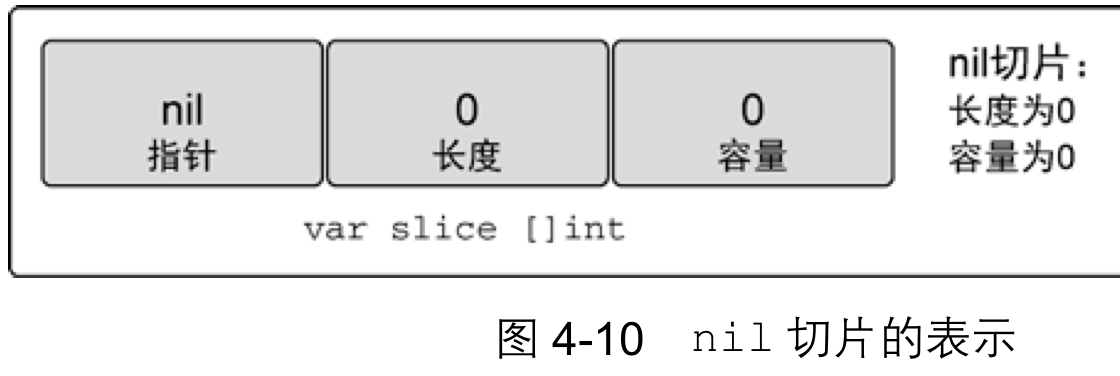 nil
指针
0
长度
0
容量
nil切片：
长度为0
容量为0
var slice []int
图 4-10 nil 切片的表示